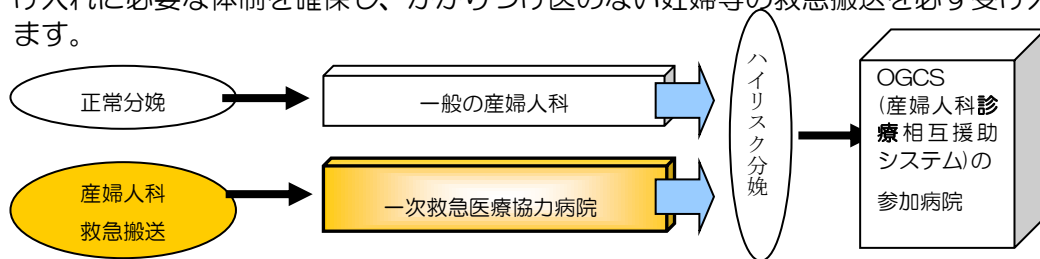 け入れに必要な体制を確保し、かかりつけ医のない妊婦等の救急搬送を必ず受け入
ます。
正常分娩
一般の産婦人科
産婦人科
救急搬送
一次救急医療協力病院
ハイリスク分娩
OGCS
(産婦人科診
療相互援助
システム)の
参加病院